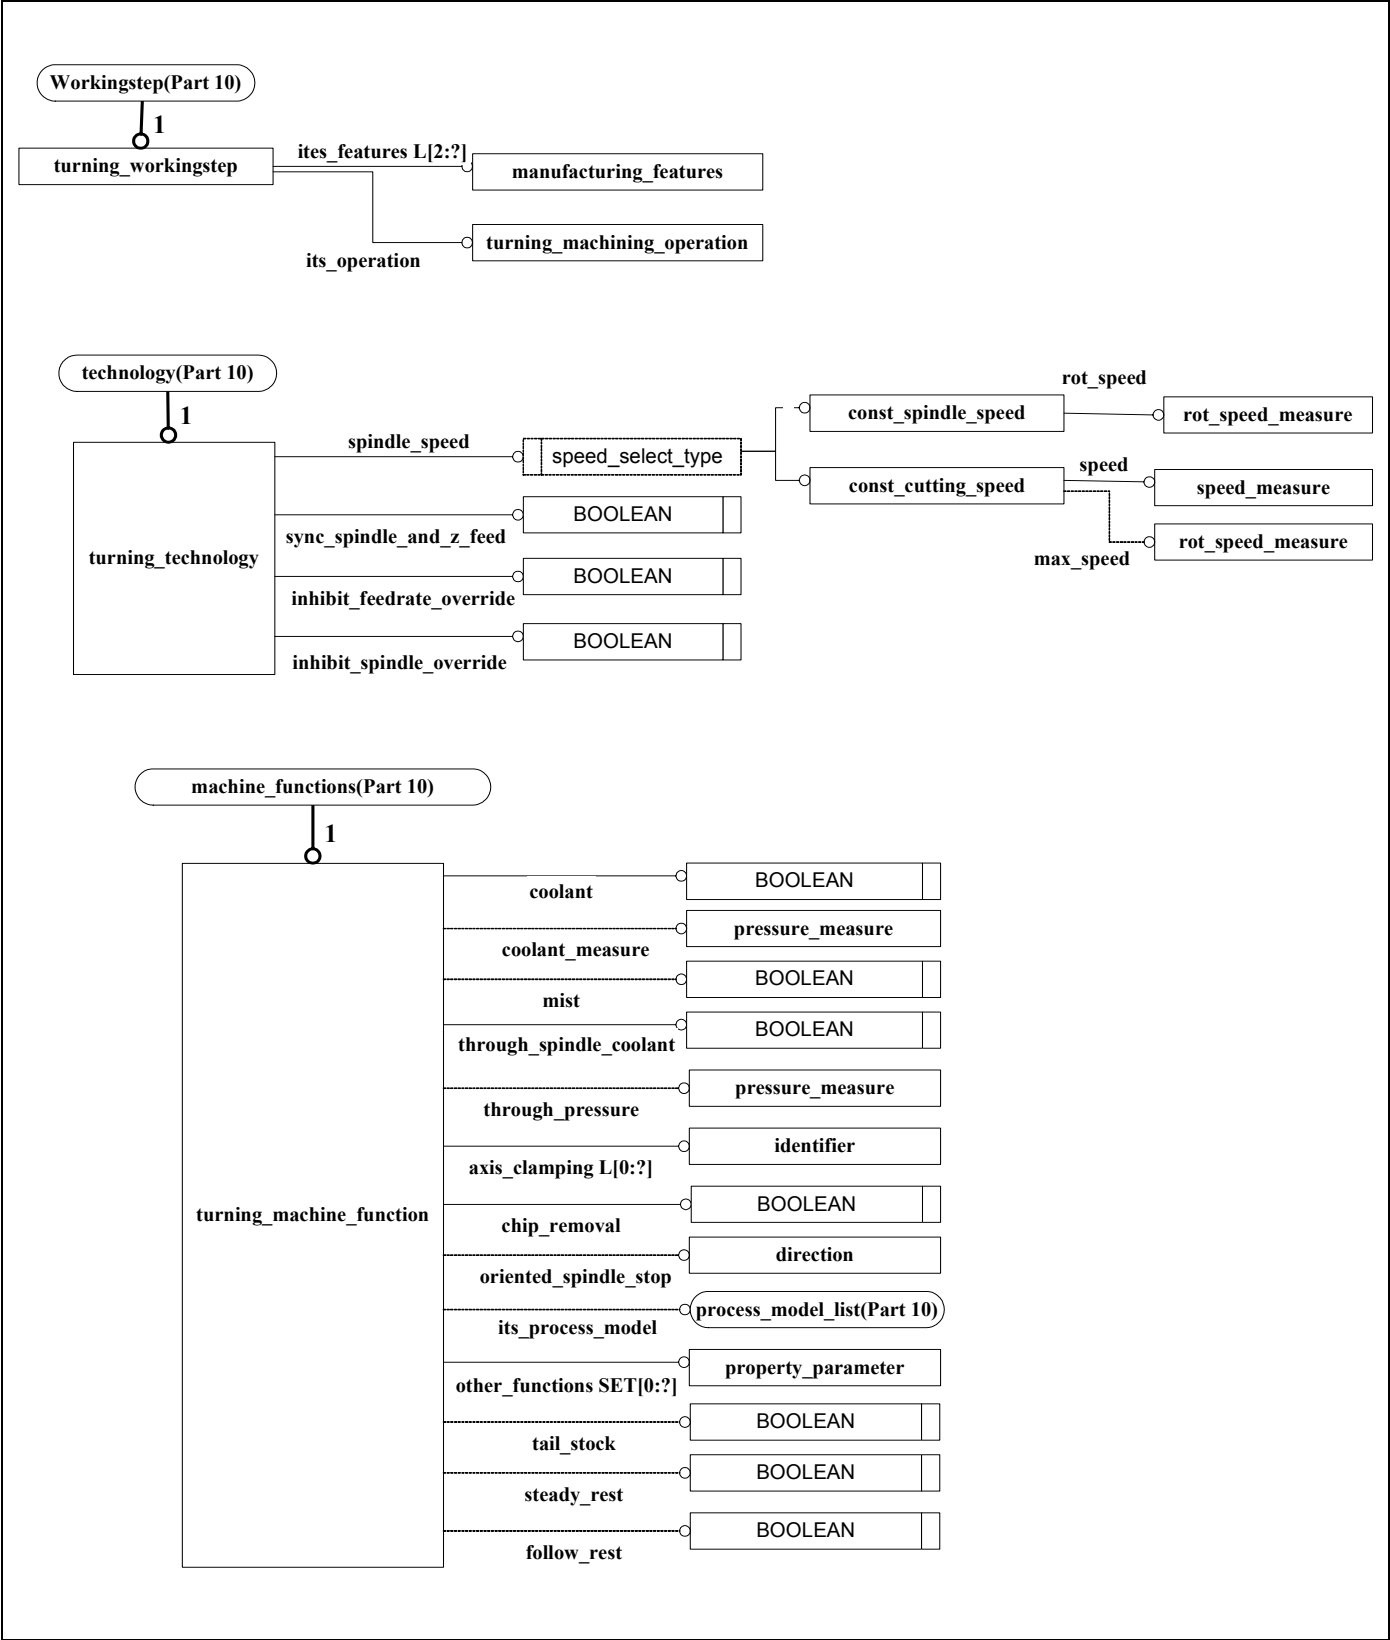 Workingstep(Part 10)
1
turning_workingstep
ites_features L[2:?]
manufacturing_features
turning_machining_operation
its_operation
technology(Part 10)
1
turning_technology
spindle_speed
speed_select_type
const_spindle_speed
rot_speed
rot_speed_measure
const_cutting_speed
speed
speed_measure
max_speed
rot_speed_measure
BOOLEAN
sync_spindle_and_z_feed
BOOLEAN
inhibit_feedrate_override
BOOLEAN
inhibit_spindle_override
machine_functions(Part 10)
1
turning_machine_function
coolant
BOOLEAN
coolant_measure
pressure_measure
mist
BOOLEAN
through_spindle_coolant
BOOLEAN
through_pressure
pressure_measure
axis_clamping L[0:?]
identifier
chip_removal
BOOLEAN
oriented_spindle_stop
direction
its_process_model
process_model_list(Part 10)
other_functions SET[0:?]
property_parameter
tail_stock
BOOLEAN
steady_rest
BOOLEAN
follow_rest
BOOLEAN